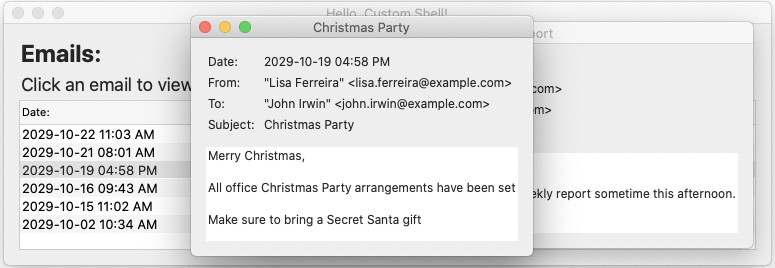 Hello, Custom Shell!
Christmas Party
port
Emails:
Click an email to view
Date:
2029-10-22 11:03 AM
2029-10-21 08:01 AM
2029-10-19 04:58 PM
2029-10-16 09:43 AM
2029-10-15 11:02 AM
2029-10-02 10:34 AM
Date: 2029-10-19 04:58 PM
From: "Lisa Ferreira" <lisa.ferreira@example.com>
To: "John Irwin" <john.irwin@example.com>
Subject: Christmas Party
Merry Christmas,
All office Christmas Party arrangements have been set
Make sure to bring a Secret Santa gift
com>
m>
ekly report sometime this afternoon.